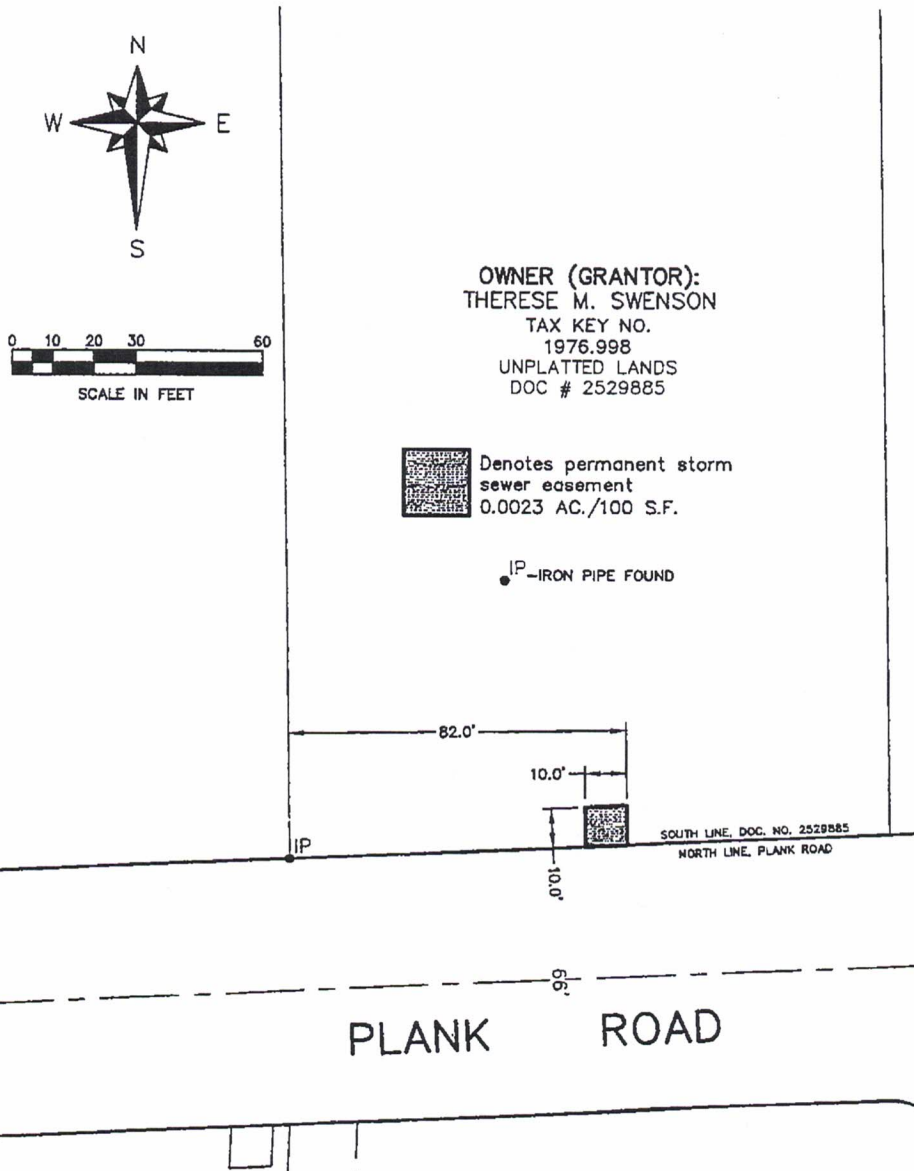 N
W E
S
0 10 20 30 60
SCALE IN FEET
OWNER (GRANTOR):
THERESE M. SWENSON
TAX KEY NO.
1976.998
UNPLATTED LANDS
DOC # 2529885
Denotes permanent storm
sewer easement
0.0023 AC./100 S.F.
IP-IRON PIPE FOUND
82.0'
10.0'
SOUTH LINE, DOC. NO. 2529885
NORTH LINE, PLANK ROAD
IP
10.0'
66'
PLANK ROAD